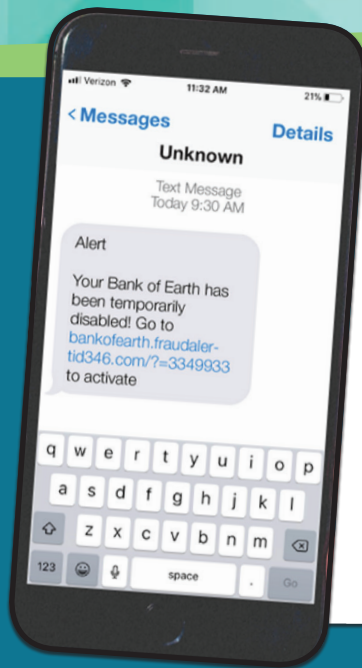 Verizon 11:32 AM 21%
< Messages Details
Unknown
Text Message
Today 9:30 AM
Alert
Your Bank of Earth has
been temporarily
disabled! Go to
bankofearth.fraudaler-
tid346.com/?=3349933
to activate
q w e r t y u i o p
a s d f g h j k l
z x c v b n m
123 space . Go